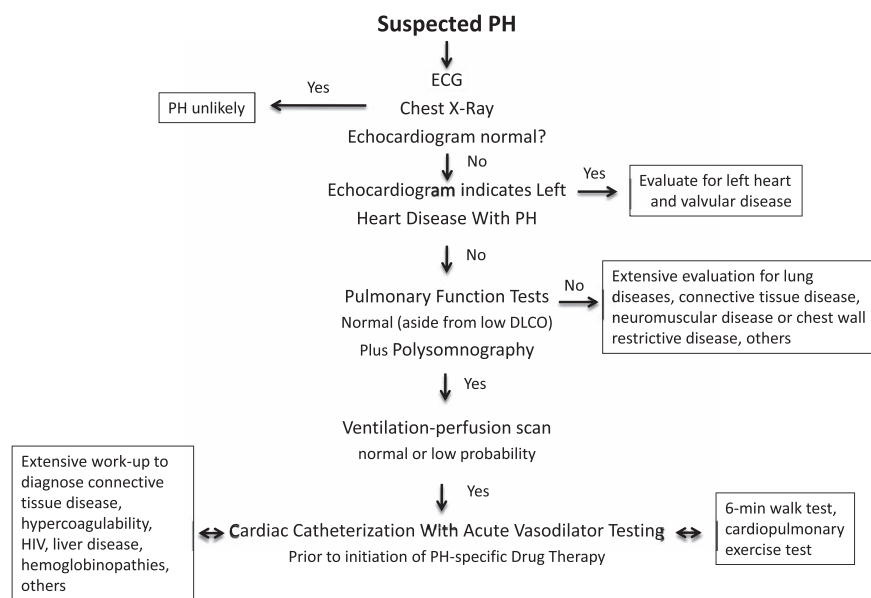 Suspected PH
ECG
Yes
PH unlikely
Chest X-Ray
Echocardiogram normal?
No
Echocardiogram indicates Left
Heart Disease With PH
Yes
Evaluate for left heart
and valvular disease
No
Pulmonary Function Tests
Normal (aside from low DLCO)
Plus Polysomnography
No
Extensive evaluation for lung
diseases, connective tissue disease,
neuromuscular disease or chest wall
restrictive disease, others
Yes
Ventilation-perfusion scan
normal or low probability
Yes
Extensive work-up to
diagnose connective
tissue disease,
hypercoagulability,
HIV, liver disease,
hemoglobinopathies,
others
Cardiac Catheterization With Acute Vasodilator Testing
Prior to initiation of PH-specific Drug Therapy
6-min walk test,
cardiopulmonary
exercise test